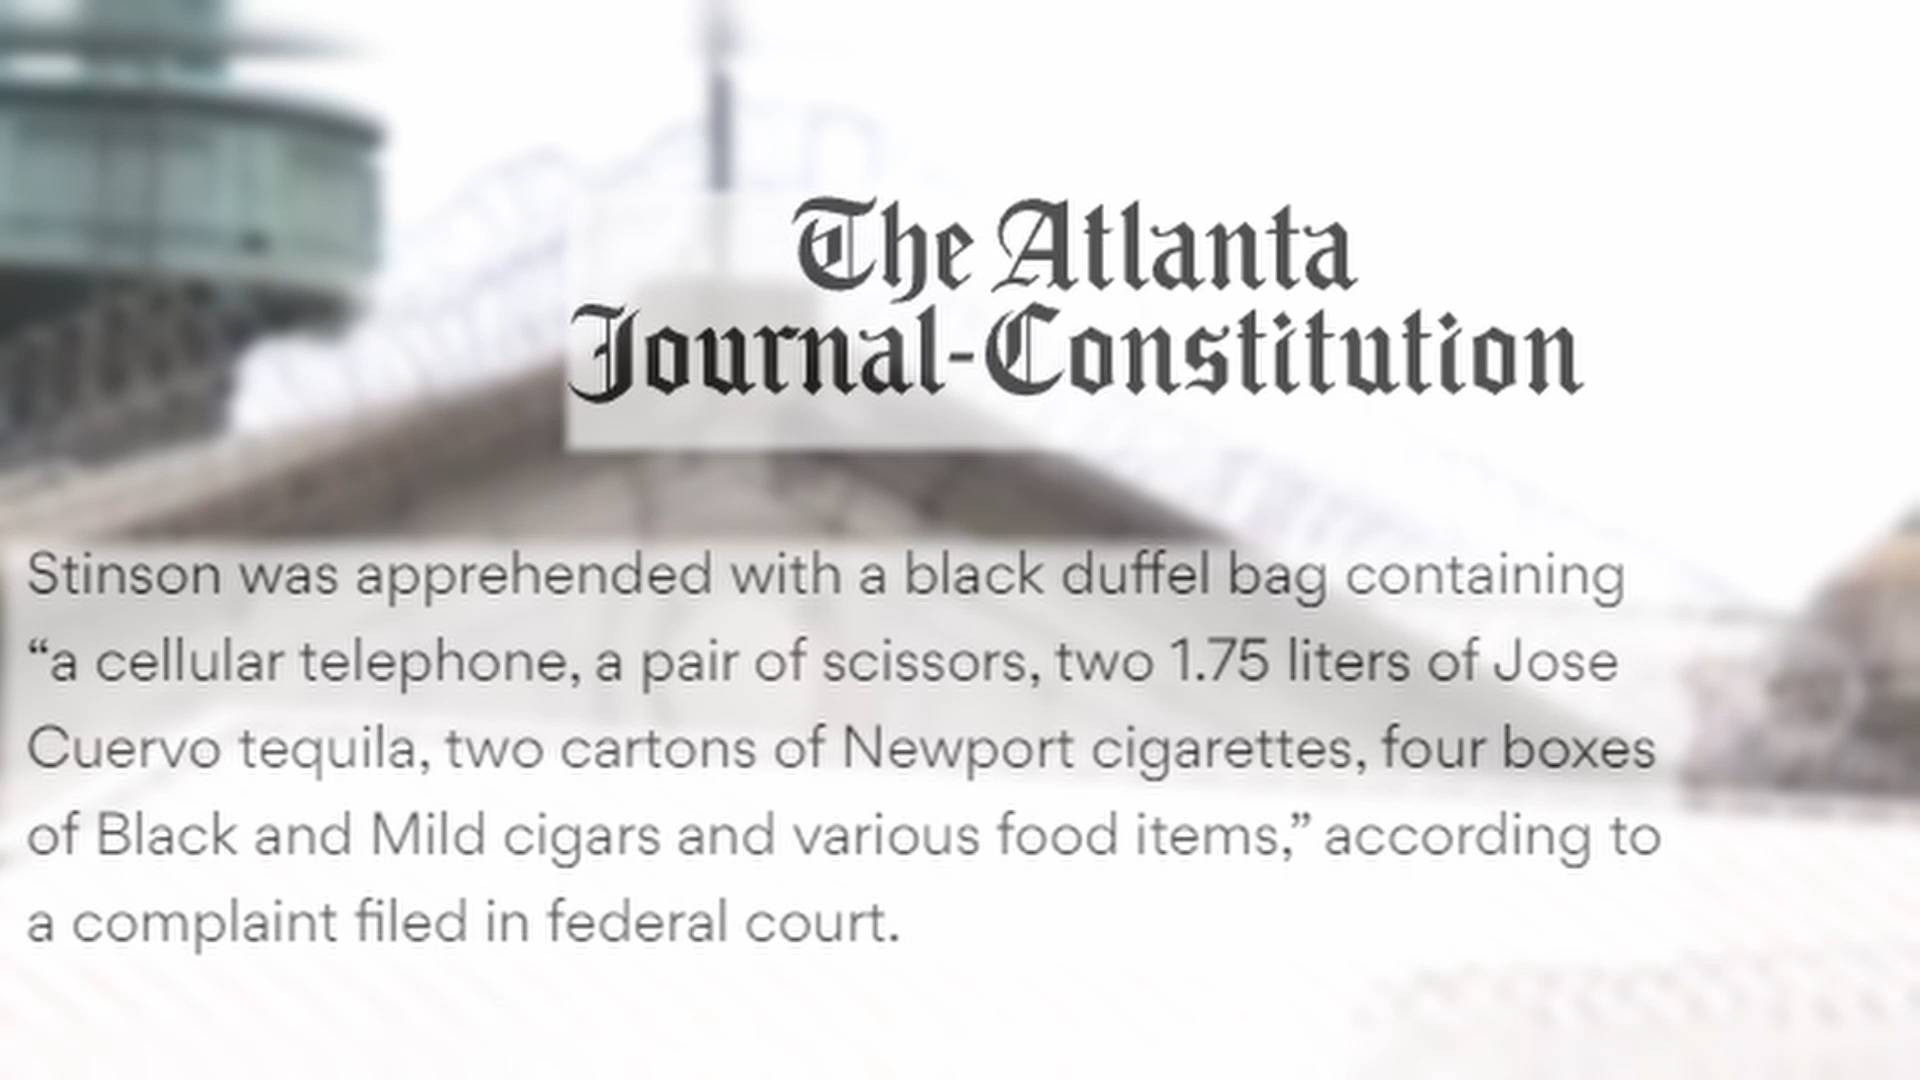 The Atlanta
Journal-Constitution
Stinson was apprehended with a black duffel bag containing
“a cellular telephone, a pair of scissors, two 1.75 liters of Jose
Cuervo tequila, two cartons of Newport cigarettes, four boxes
of Black and Mild cigars and various food items,” according to
a complaint filed in federal court.